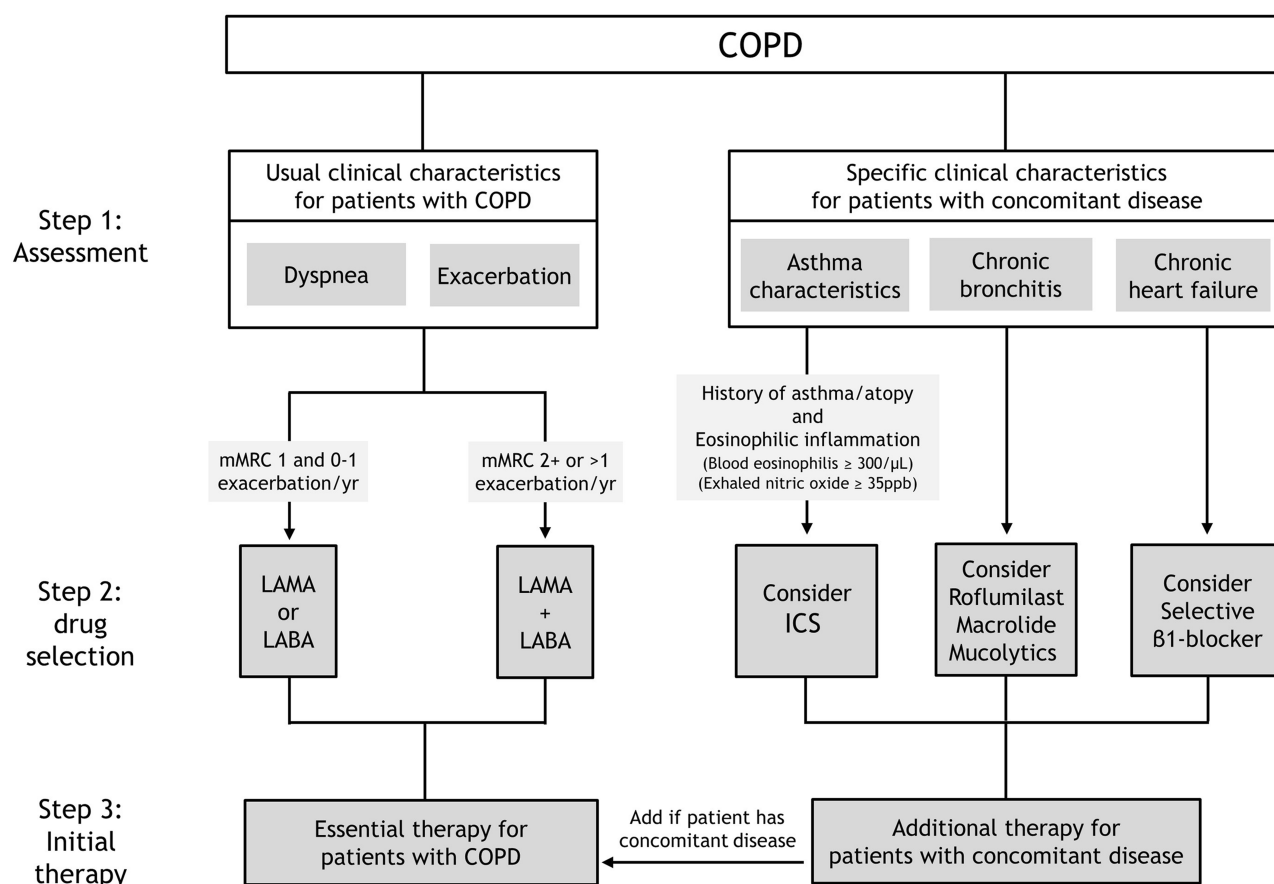 COPD
Step 1:
Assessment
Usual clinical characteristics
for patients with COPD
Dyspnea
Exacerbation
Specific clinical characteristics
for patients with concomitant disease
Asthma
characteristics
Chronic
bronchitis
Chronic
heart failure
mMRC 1 and 0-1
exacerbation/yr
mMRC 2+ or >1
exacerbation/yr
History of asthma/atopy
and
Eosinophilic inflammation
(Blood eosinophilis ≥ 300/μL)
(Exhaled nitric oxide ≥ 35ppb)
Step 2:
drug
selection
LAMA
or
LABA
LAMA
+
LABA
Consider
ICS
Consider
Roflumilast
Macrolide
Mucolytics
Consider
Selective
ß1-blocker
Step 3:
Initial
therapy
Essential therapy for
patients with COPD
Add if patient has
concomitant disease
Additional therapy for
patients with concomitant disease